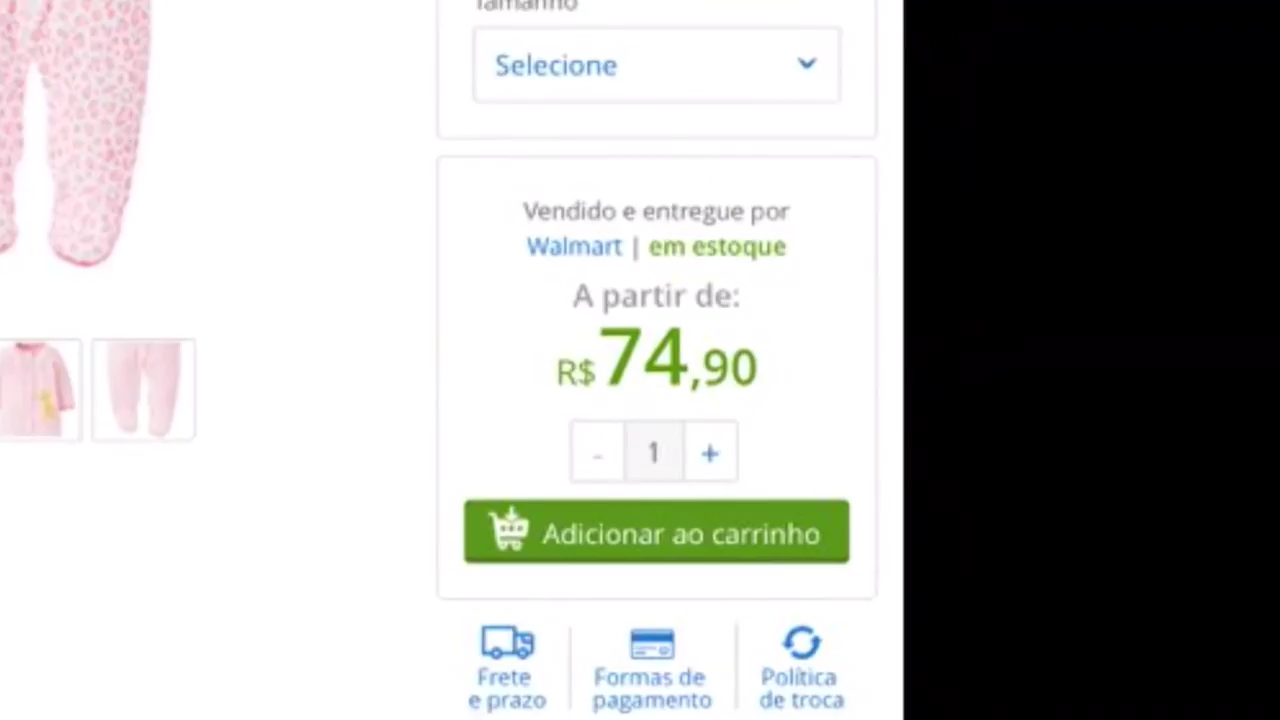 Tamanho
Selecione
Vendido e entregue por
Walmart | em estoque
A partir de:
R$74,90
- 1 +
Adicionar ao carrinho
Frete
e prazo
Formas de
pagamento
Política
de troca